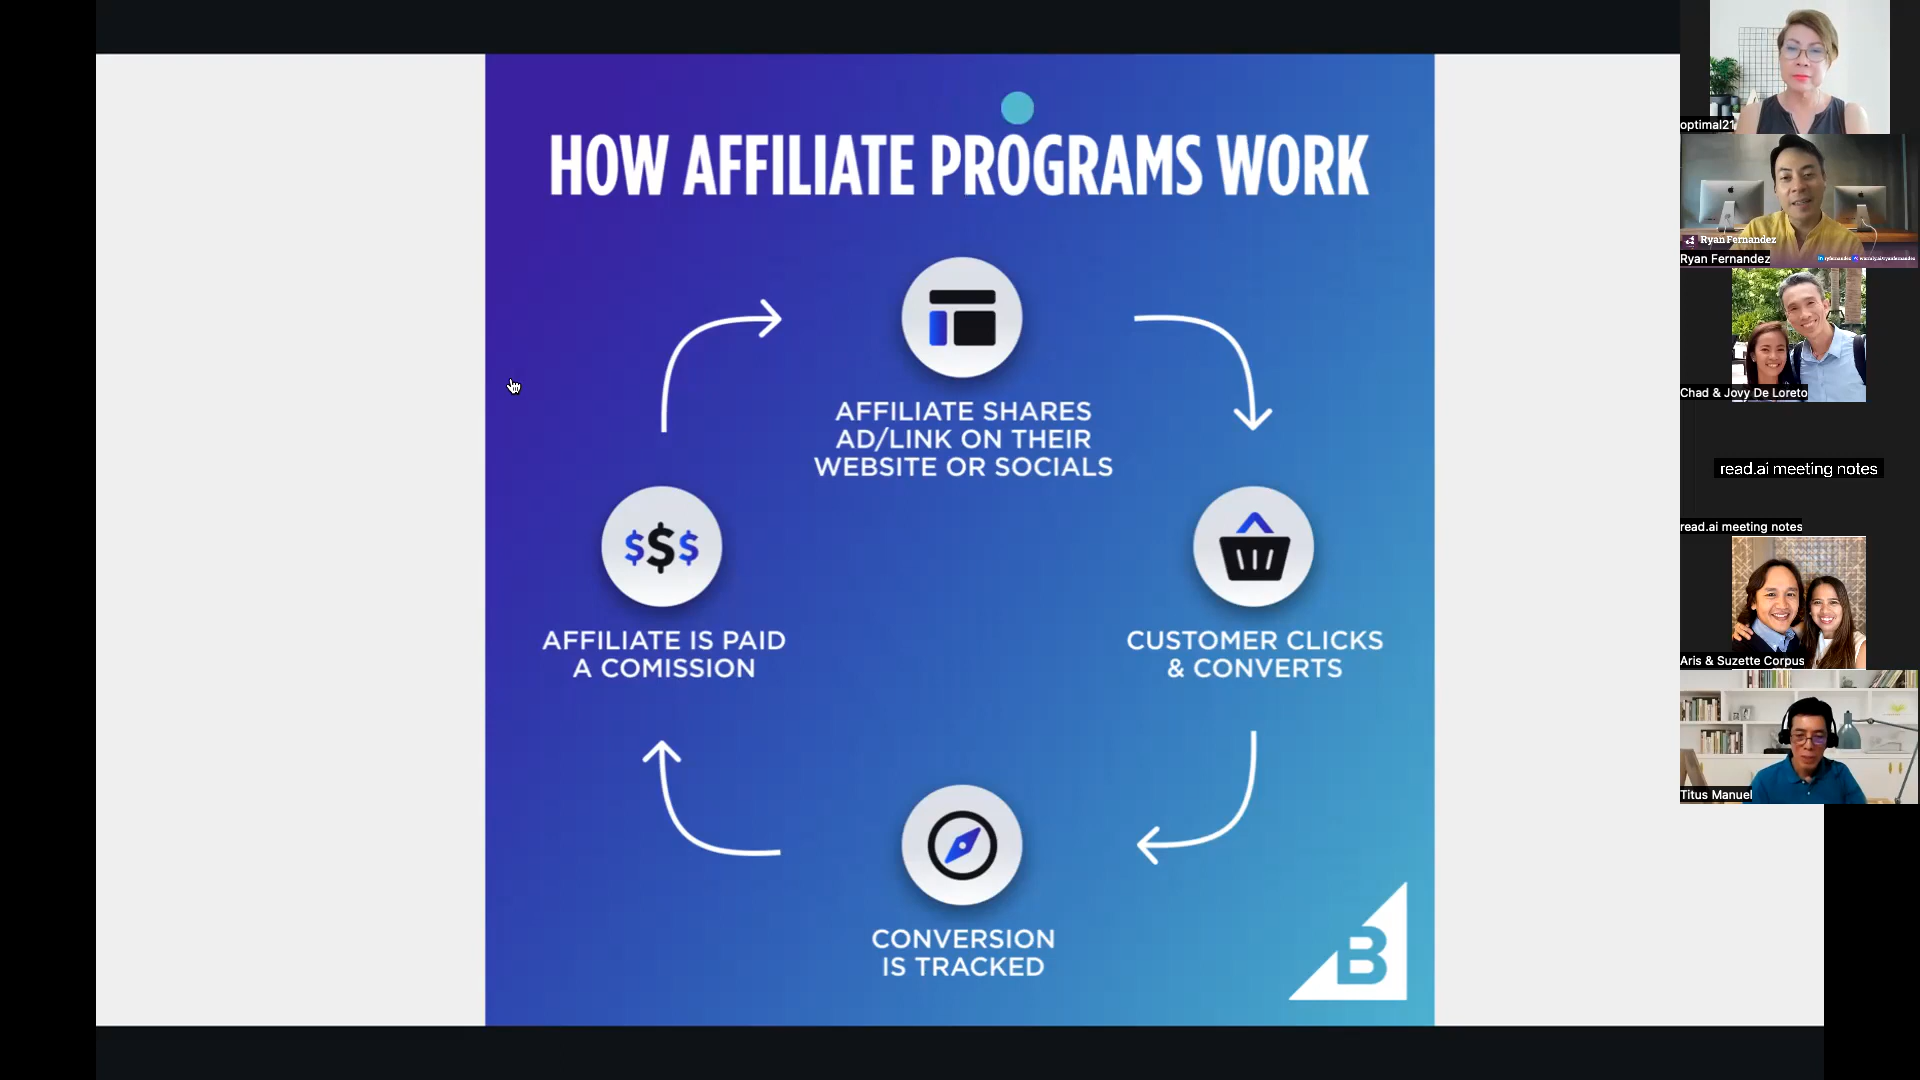 HOW AFFILIATE PROGRAMS WORK
AFFILIATE SHARES
AD/LINK ON THEIR
WEBSITE OR SOCIALS
$$$
AFFILIATE IS PAID
A COMISSION
CUSTOMER CLICKS
& CONVERTS
CONVERSION
IS TRACKED
B
optimal21
Ryan Fernandez
Ryan Fernandez
Chad & Jovy De Loreto
read.ai meeting notes
read.ai meeting notes
Aris & Suzette Corpus
Titus Manuel